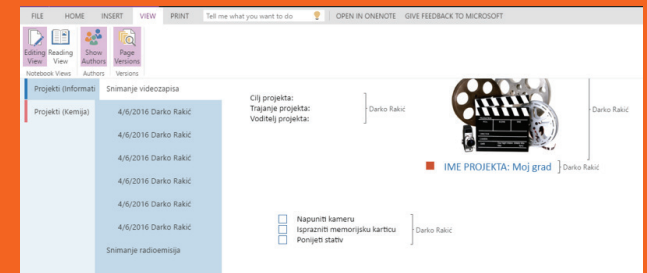 FILE HOME INSERT VIEW PRINT Tell me what you want to do OPEN IN ONENOTE GIVE FEEDBACK TO MICROSOFT
Editing View
Reading View
Show Authors
Page Versions
Notebook Views Authors Versions
Projekti (Informati
Projekti (Kemija)
Snimanje videozapisa
4/6/2016 Darko Rakić
4/6/2016 Darko Rakić
4/6/2016 Darko Rakić
4/6/2016 Darko Rakić
4/6/2016 Darko Rakić
4/6/2016 Darko Rakić
Snimanje radioemisija
Cilj projekta:
Trajanje projekta:
Voditelj projekta:
Darko Rakić
Darko Rakić
IME PROJEKTA: Moj grad
Darko Rakić
Napuniti kameru
Isprazniti memorijsku karticu
Ponijeti stativ
Darko Rakić